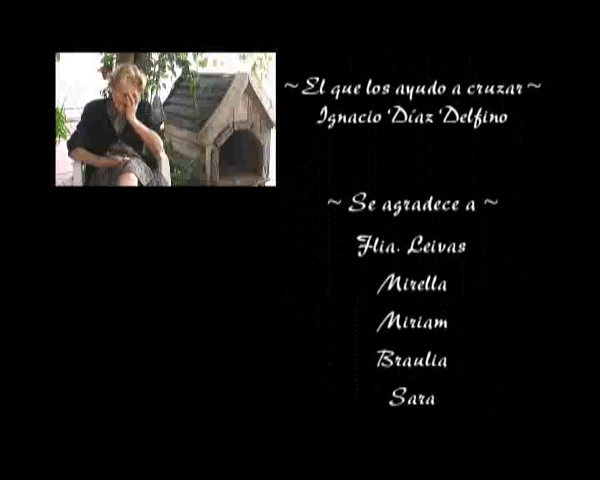 ~ El que los ayudo a cruzar ~
Ignacio Díaz Delfino
~ Se agradece a ~
Flia. Leivas
Mirella
Miriam
Braulia
Sara